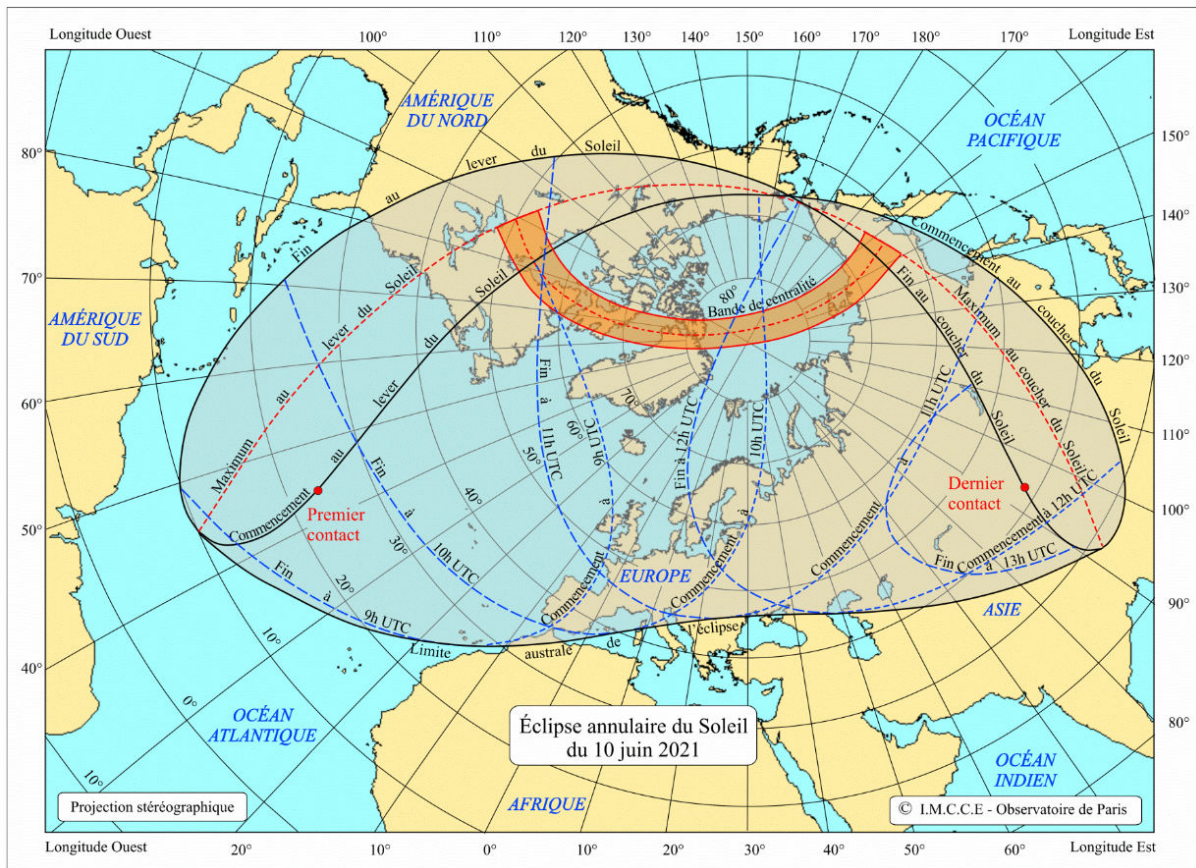 Longitude Ouest
100°
110°
120°
130°
140°
150°
160°
170°
180°
170°
Longitude Est
AMÉRIQUE
DU NORD
OCÉAN
PACIFIQUE
80°
150°
Fin au lever du Soleil
140°
Commencement au coucher du Soleil
70°
130°
80°
Bande de centralité
AMÉRIQUE
DU SUD
Maximum au lever du Soleil
Commencement au lever du Soleil
Fin au coucher du Soleil
Maximum au coucher du Soleil
120°
60°
70°
110°
Fin à 11h UTC
Fin à 12h UTC
60°
50°
40°
30°
20°
10°
0°
10°
Commencement à 9h UTC
Commencement à 10h UTC
Commencement à 11h UTC
Commencement à 12h UTC
Fin à 10h UTC
Fin à 13h UTC
Fin à 9h UTC
Premier
contact
Dernier
contact
100°
50°
EUROPE
ASIE
90°
Limite australe de l'éclipse
40°
OCÉAN
ATLANTIQUE
80°
Éclipse annulaire du Soleil
du 10 juin 2021
OCÉAN
INDIEN
70°
Projection stéréographique
AFRIQUE
© I.M.C.C.E - Observatoire de Paris
Longitude Ouest
20°
10°
0°
10°
20°
30°
40°
50°
60°
Longitude Est